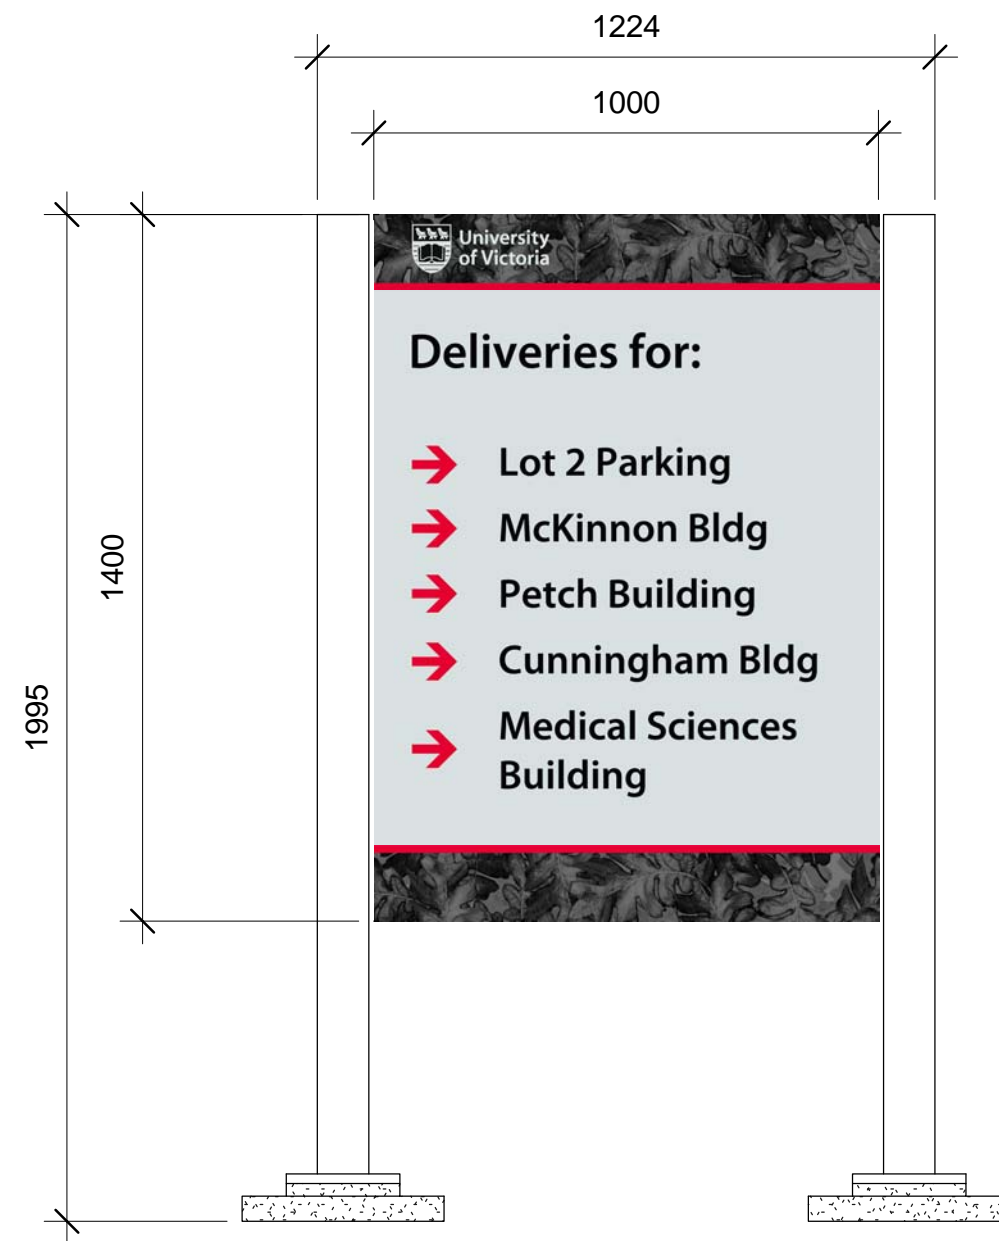 1224
1000
University
of Victoria
Deliveries for:
Lot 2 Parking
McKinnon Bldg
Petch Building
Cunningham Bldg
Medical Sciences
Building
1400
1995